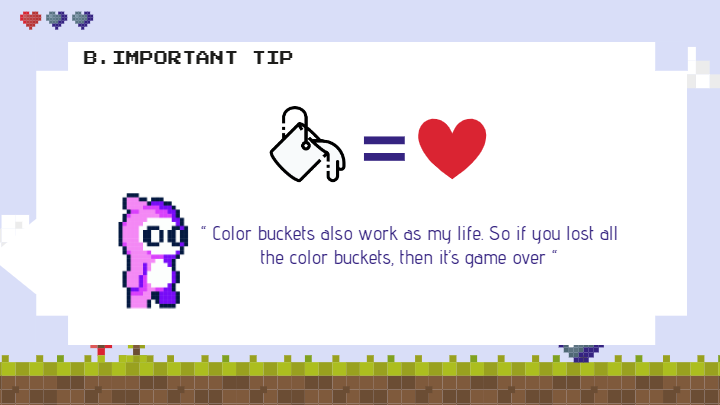 B.IMPORTANT TIP
“ Color buckets also work as my life. So if you lost all
the color buckets, then it's game over “